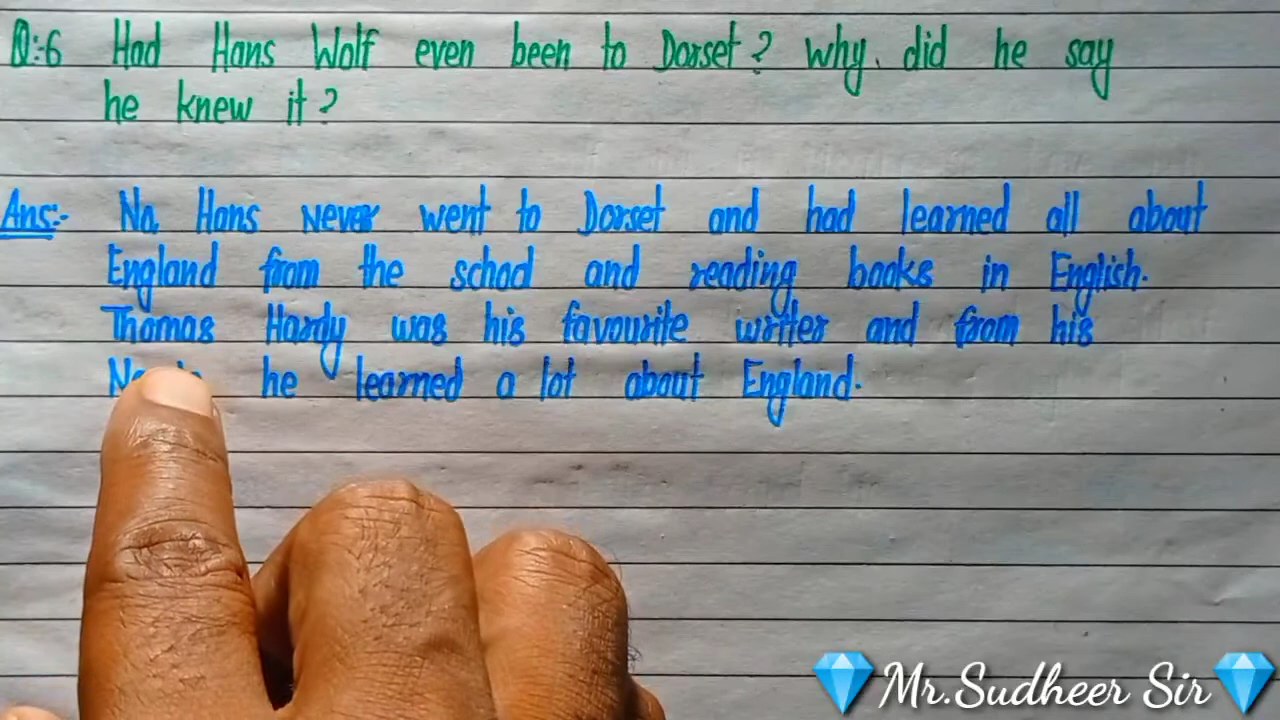 Q:-6 Had Hans Wolf even been to Dorset? Why. did he say
he knew it?
Ans:- No, Hans Never went to Dorset and had learned all about
England from the school and reading books in English.
Thomas Hardy was his favourite writter and from his
he learned a lot about England.
💎Mr.Sudheer Sir💎